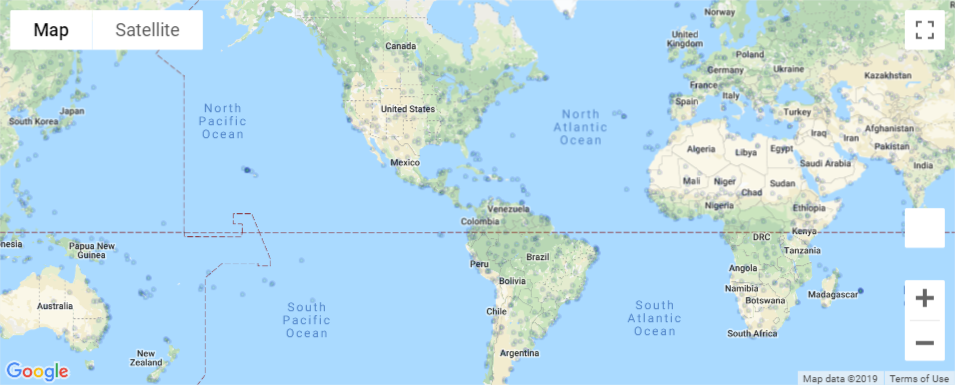 Map
Satellite
Norway
Canada
United
Kingdom
Poland
Germany
Ukraine
Kazakhstan
France
Italy
Spain
Turkey
North
Pacific
Ocean
United States
North
Atlantic
Ocean
Japan
South Korea
Iraq
Iran
Afghanistan
Pakistan
Algeria
Libya
Egypt
Saudi Arabia
India
Mexico
Mali
Niger
Chad
Sudan
Nigeria
Ethiopia
Venezuela
Colombia
nesia
Papua New
Guinea
DRC
Kenya
Tanzania
Peru
Brazil
Bolivia
Angola
Namibia
Botswana
Madagascar
Australia
South
Pacific
Ocean
Chile
South
Atlantic
Ocean
South Africa
New
Zealand
Argentina
Google
Map data ©2019
Terms of Use